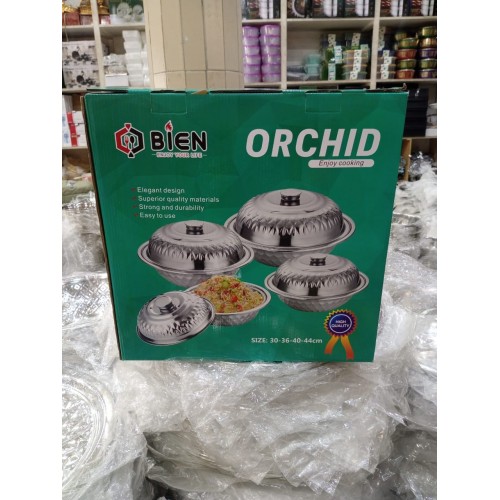 BIEN
ENJOY YOUR LIFE
ORCHID
Enjoy cooking
Elegant design
Superior quality materials
Strong and durability
Easy to use
HIGH
QUALITY
SIZE: 30-36-40-44cm